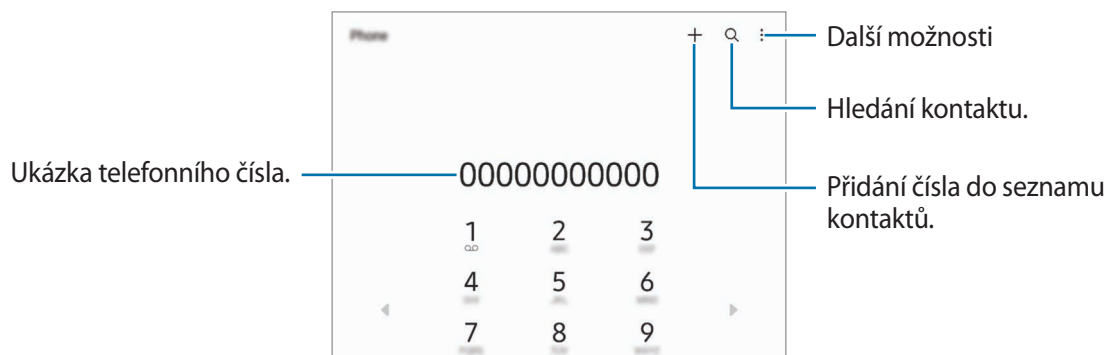 Phone
Další možnosti
Hledání kontaktu.
Ukázka telefonního čísla.
00000000000
Přidání čísla do seznamu
kontaktů.
1 2 3
4 5 6
7 8 9